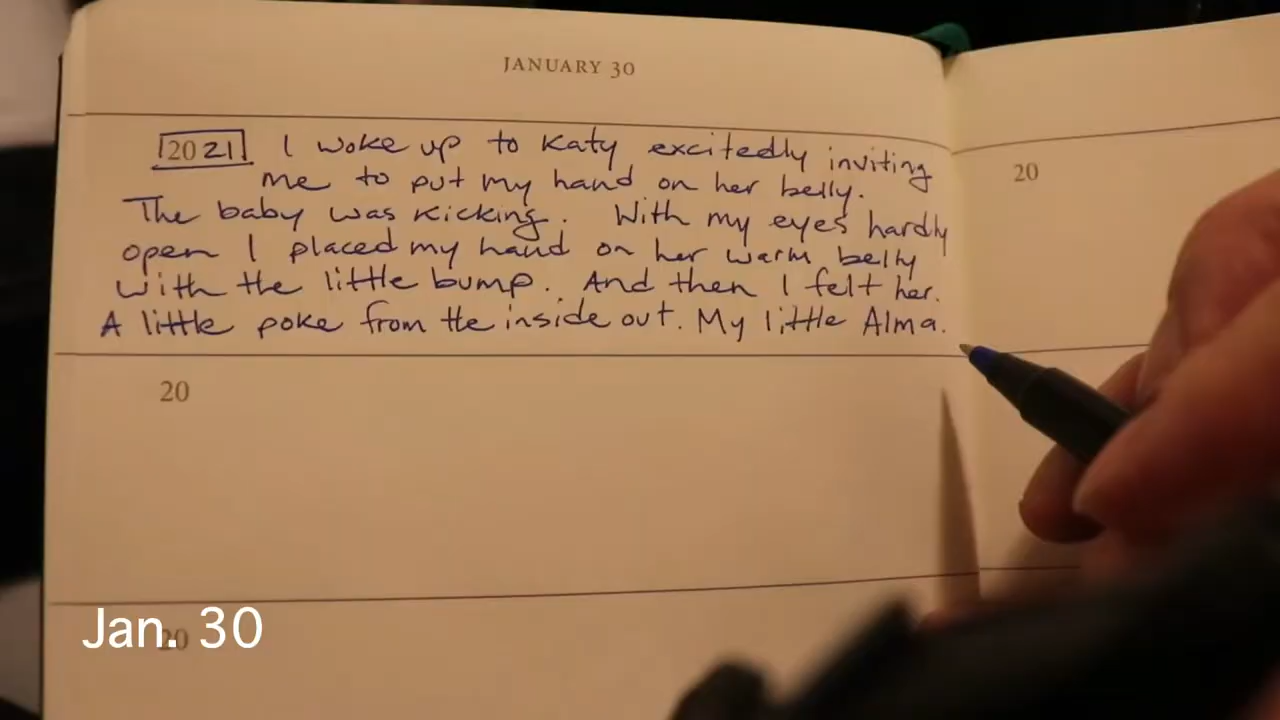 JANUARY 30
2021 I woke up to Katy excitedly inviting
me to put my hand on her belly.
The baby was kicking. With my eyes hardly
open I placed my hand on her warm belly
with the little bump. And then I felt her.
A little poke from the inside out. My little Alma.
20
20
20
Jan. 30